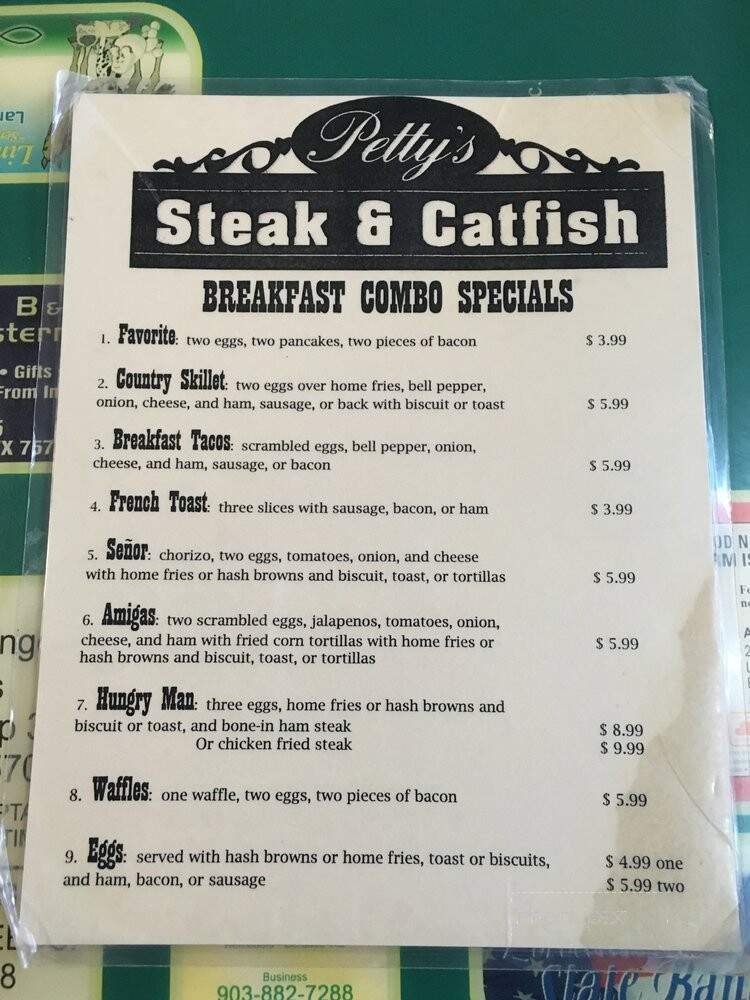 Petty's
Steak & Catfish
BREAKFAST COMBO SPECIALS
1. Favorite: two eggs, two pancakes, two pieces of bacon $ 3.99
2. Country Skillet: two eggs over home fries, bell pepper,
onion, cheese, and ham, sausage, or back with biscuit or toast $ 5.99
3. Breakfast Tacos: scrambled eggs, bell pepper, onion,
cheese, and ham, sausage, or bacon $ 5.99
4. French Toast: three slices with sausage, bacon, or ham $ 3.99
5. Señor: chorizo, two eggs, tomatoes, onion, and cheese
with home fries or hash browns and biscuit, toast, or tortillas $ 5.99
6. Amigas: two scrambled eggs, jalapenos, tomatoes, onion,
cheese, and ham with fried corn tortillas with home fries or $ 5.99
hash browns and biscuit, toast, or tortillas
7. Hungry Man: three eggs, home fries or hash browns and
biscuit or toast, and bone-in ham steak $ 8.99
Or chicken fried steak $ 9.99
8. Waffles: one waffle, two eggs, two pieces of bacon $ 5.99
9. Eggs: served with hash browns or home fries, toast or biscuits, $ 4.99 one
and ham, bacon, or sausage $ 5.99 two
B &
• Gifts
From
X 757
Business
903-882-7288
State